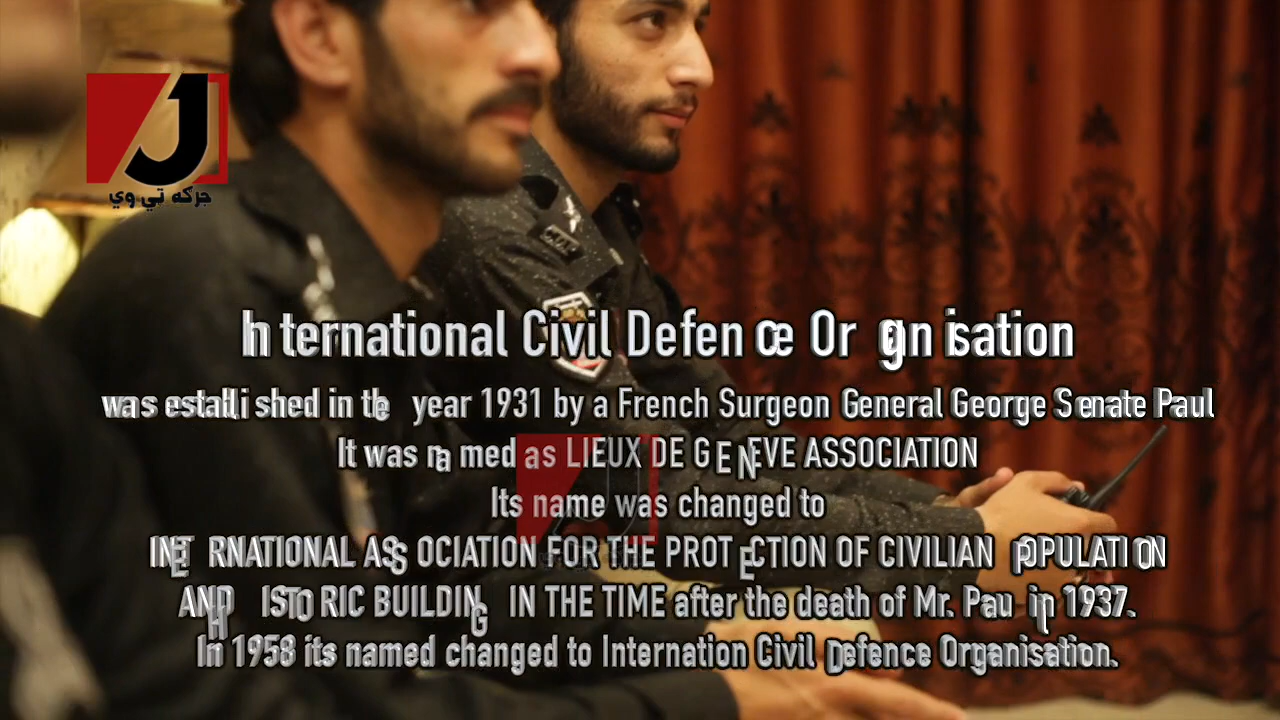 J
جرګه ټي وي
International Civil Defence Organisation
was established in the year 1931 by a French Surgeon General George Senate Paul
It was named as LIEUX DE GENEVE ASSOCIATION
Its name was changed to
INTERNATIONAL ASSOCIATION FOR THE PROTECTION OF CIVILIAN POPULATION
AND HISTORIC BUILDING IN THE TIME after the death of Mr. Paul in 1937.
In 1958 its named changed to Internation Civil Defence Organisation.